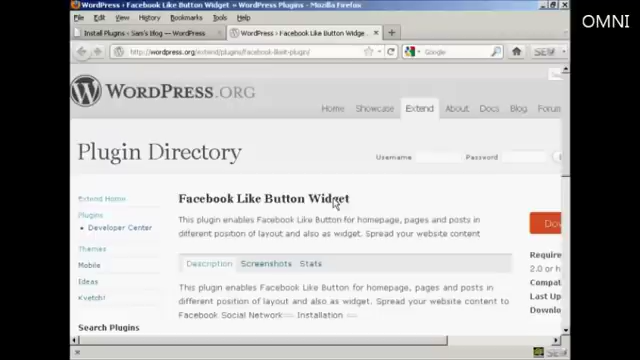 WordPress › Facebook Like Button Widget « WordPress Plugins - Mozilla Firefox
OMNI
File Edit View History Bookmarks Tools Help
Install Plugins ‹ Sam's Blog — WordPress
WordPress › Facebook Like Button Widget
http://wordpress.org/extend/plugins/facebook-likeit-plugin/
Google
WORDPRESS.ORG
Home Showcase Extend About Docs Blog Forum
Plugin Directory
Username Password
Extend Home
Plugins
Developer Center
Themes
Mobile
Ideas
Kvetch!
Search Plugins
Facebook Like Button Widget
This plugin enables Facebook Like Button for homepage, pages and posts in
different position of layout and also as widget. Spread your website content
Description Screenshots Stats
This plugin enables Facebook Like Button for homepage, pages and posts in
different position of layout and also as widget. Spread your website content to
Facebook Social Network == Installation ==
Dow
Require
2.0 or h
Compat
Last Up
Downlo